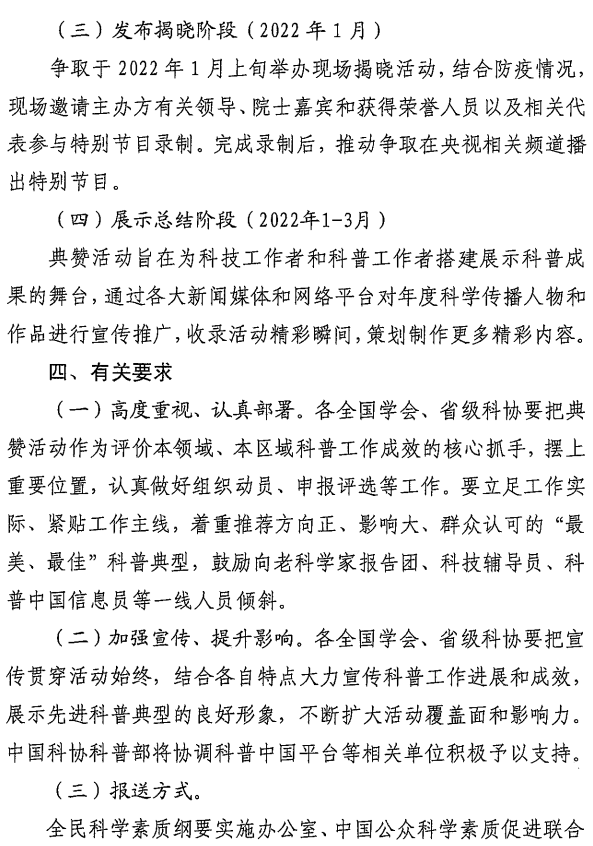 （三）发布揭晓阶段（2022 年 1 月）
争取于 2022 年 1 月上旬举办现场揭晓活动，结合防疫情况，
现场邀请主办方有关领导、院士嘉宾和获得荣誉人员以及相关代
表参与特别节目录制。完成录制后，推动争取在央视相关频道播
出特别节目。
（四）展示总结阶段（2022年1-3月）
典赞活动旨在为科技工作者和科普工作者搭建展示科普成
果的舞台，通过各大新闻媒体和网络平台对年度科学传播人物和
作品进行宣传推广，收录活动精彩瞬间，策划制作更多精彩内容。
四、有关要求
（一）高度重视、认真部署。各全国学会、省级科协要把典
赞活动作为评价本领域、本区域科普工作成效的核心抓手，摆上
重要位置，认真做好组织动员、申报评选等工作。要立足工作实
际、紧贴工作主线，着重推荐方向正、影响大、群众认可的“最
美、最佳”科普典型，鼓励向老科学家报告团、科技辅导员、科
普中国信息员等一线人员倾斜。
（二）加强宣传、提升影响。各全国学会、省级科协要把宣
传贯穿活动始终，结合各自特点大力宣传科普工作进展和成效，
展示先进科普典型的良好形象，不断扩大活动覆盖面和影响力。
中国科协科普部将协调科普中国平台等相关单位积极予以支持。
（三）报送方式。
全民科学素质纲要实施办公室、中国公众科学素质促进联合